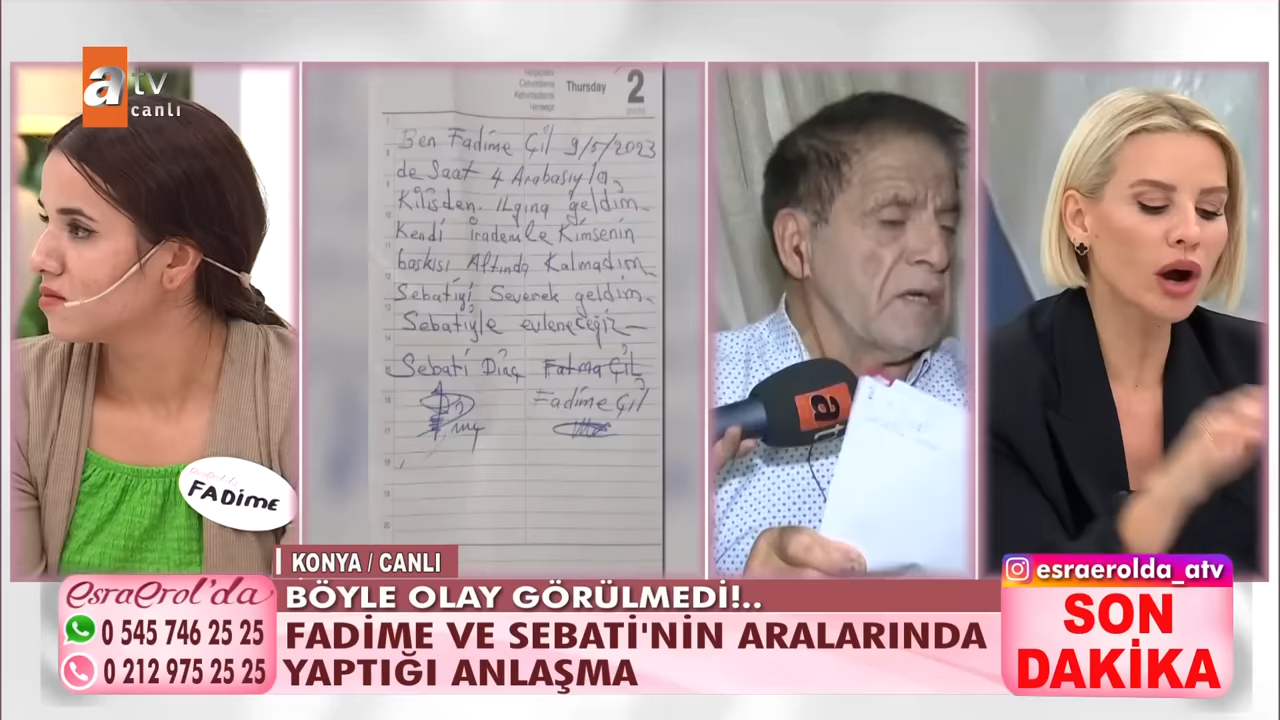 atv
canlı
Thursday 2
Ben Fadime Çil 9/5/2023
de Saat 4 Arabasıyla
Kilisden Ilgına geldim
Kendi irademle Kimsenin
baskısı Altında Kalmadım
Sebatiyi Severek geldim
Sebatiyle evleneceğiz
Sebati Dinç Fatma Çil
Fadime Çil
FADİME
a
KONYA / CANLI
esraerol'da
0 545 746 25 25
0 212 975 25 25
BÖYLE OLAY GÖRÜLMEDİ!..
FADİME VE SEBATİ'NİN ARALARINDA
YAPTIĞI ANLAŞMA
esraerolda_atv
SON
DAKİKA